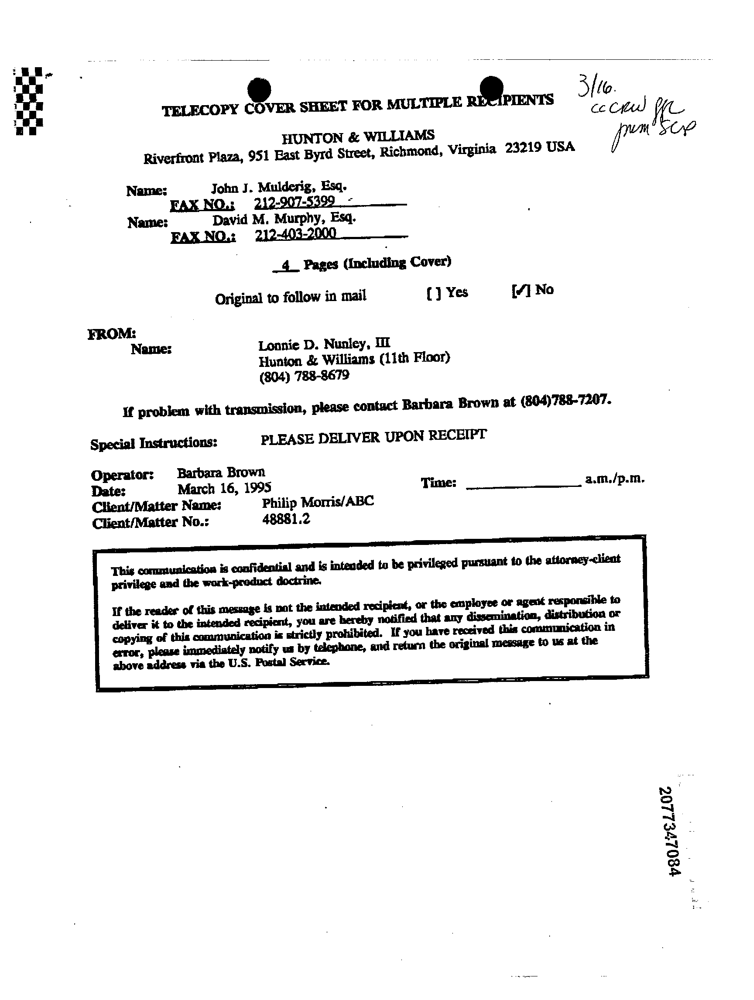 3/16.
cc CRW
TELECOPY COVER SHEET FOR MULTIPLE RECIPIENTS
HUNTON & WILLIAMS
Riverfront Plaza, 951 East Byrd Street, Richmond, Virginia 23219 USA
Name: John J. Mulderig, Esq.
FAX NO.: 212-907-5399
Name: David M. Murphy, Esq.
FAX NO.: 212-403-2000
4 Pages (Including Cover)
Original to follow in mail [ ] Yes [✓] No
FROM:
Name: Lonnie D. Nunley, III
Hunton & Williams (11th Floor)
(804) 788-8679
If problem with transmission, please contact Barbara Brown at (804)788-7207.
Special Instructions: PLEASE DELIVER UPON RECEIPT
Operator: Barbara Brown
Date: March 16, 1995 Time: ______________ a.m./p.m.
Client/Matter Name: Philip Morris/ABC
Client/Matter No.: 48881.2
This communication is confidential and is intended to be privileged pursuant to the attorney-client
privilege and the work-product doctrine.
If the reader of this message is not the intended recipient, or the employee or agent responsible to
deliver it to the intended recipient, you are hereby notified that any dissemination, distribution or
copying of this communication is strictly prohibited. If you have received this communication in
error, please immediately notify us by telephone, and return the original message to us at the
above address via the U.S. Postal Service.
2077347084